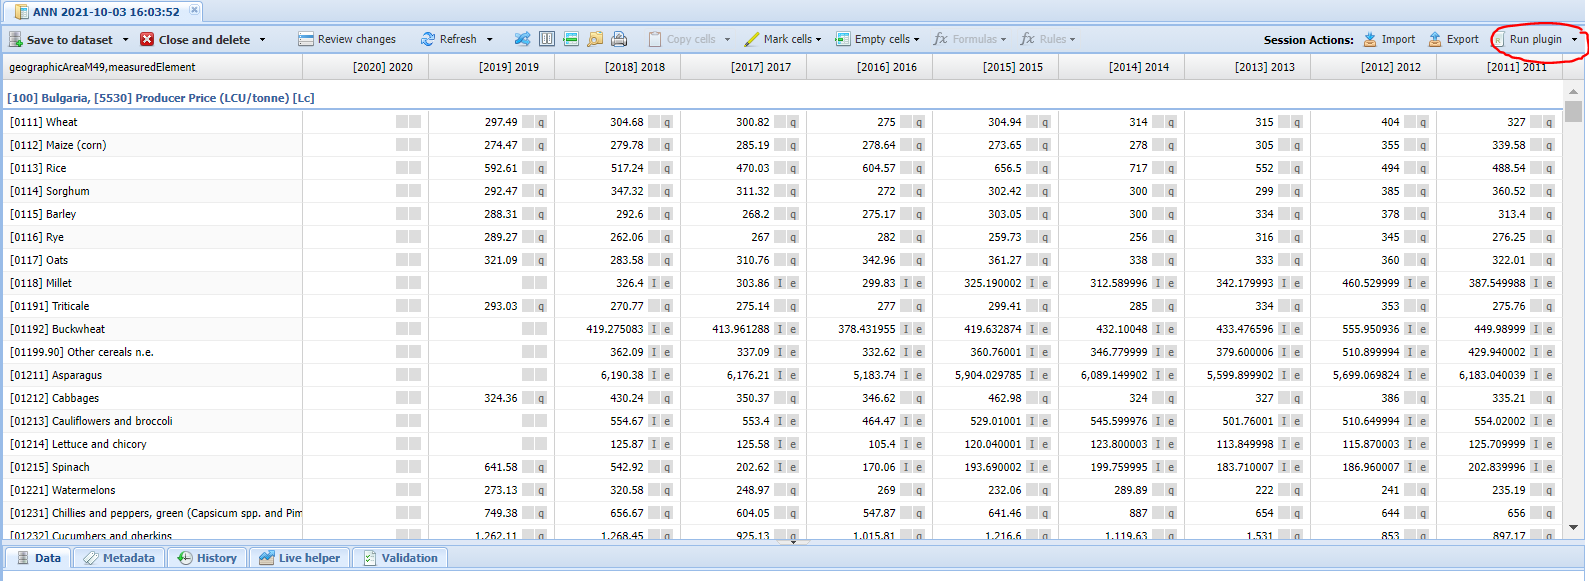 ANN 2021-10-03 16:03:52
Save to dataset Close and delete Review changes Refresh Copy cells Mark cells Empty cells fx Formulas fx Rules Session Actions: Import Export Run plugin
geographicAreaM49,measuredElement [2020] 2020 [2019] 2019 [2018] 2018 [2017] 2017 [2016] 2016 [2015] 2015 [2014] 2014 [2013] 2013 [2012] 2012 [2011] 2011
[100] Bulgaria, [5530] Producer Price (LCU/tonne) [Lc]
[0111] Wheat 297.49 q 304.68 q 300.82 q 275 q 304.94 q 314 q 315 q 404 q 327 q
[0112] Maize (corn) 274.47 q 279.78 q 285.19 q 278.64 q 273.65 q 278 q 305 q 355 q 339.58 q
[0113] Rice 592.61 q 517.24 q 470.03 q 604.57 q 656.5 q 717 q 552 q 494 q 488.54 q
[0114] Sorghum 292.47 q 347.32 q 311.32 q 272 q 302.42 q 300 q 299 q 385 q 360.52 q
[0115] Barley 288.31 q 292.6 q 268.2 q 275.17 q 303.05 q 300 q 334 q 378 q 313.4 q
[0116] Rye 289.27 q 262.06 q 267 q 282 q 259.73 q 256 q 316 q 345 q 276.25 q
[0117] Oats 321.09 q 283.58 q 310.76 q 342.96 q 361.27 q 338 q 333 q 360 q 322.01 q
[0118] Millet 326.4 I e 303.86 I e 299.83 I e 325.190002 I e 312.589996 I e 342.179993 I e 460.529999 I e 387.549988 I e
[01191] Triticale 293.03 q 270.77 q 275.14 q 277 q 299.41 q 285 q 334 q 353 q 275.76 q
[01192] Buckwheat 419.275083 I e 413.961288 I e 378.431955 I e 419.632874 I e 432.10048 I e 433.476596 I e 555.950936 I e 449.98999 I e
[01199.90] Other cereals n.e. 362.09 I e 337.09 I e 332.62 I e 360.76001 I e 346.779999 I e 379.600006 I e 510.899994 I e 429.940002 I e
[01211] Asparagus 6,190.38 I e 6,176.21 I e 5,183.74 I e 5,904.029785 I e 6,089.149902 I e 5,599.899902 I e 5,699.069824 I e 6,183.040039 I e
[01212] Cabbages 324.36 q 430.24 q 350.37 q 346.62 q 462.98 q 324 q 327 q 386 q 335.21 q
[01213] Cauliflowers and broccoli 554.67 I e 553.4 I e 464.47 I e 529.01001 I e 545.599976 I e 501.76001 I e 510.649994 I e 554.02002 I e
[01214] Lettuce and chicory 125.87 I e 125.58 I e 105.4 I e 120.040001 I e 123.800003 I e 113.849998 I e 115.870003 I e 125.709999 I e
[01215] Spinach 641.58 q 542.92 q 202.62 I e 170.06 I e 193.690002 I e 199.759995 I e 183.710007 I e 186.960007 I e 202.839996 I e
[01221] Watermelons 273.13 q 320.58 q 248.97 q 269 q 232.06 q 289.89 q 222 q 241 q 235.19 q
[01231] Chillies and peppers, green (Capsicum spp. and Pim 749.38 q 656.67 q 604.05 q 547.87 q 641.46 q 887 q 654 q 644 q 656 q
[01232] Cucumbers and gherkins 1,262.11 q 1,268.45 q 925.13 q 1,015.81 q 1,216.6 q 1,119.63 q 1,531 q 853 q 897.17 q
Data Metadata History Live helper Validation